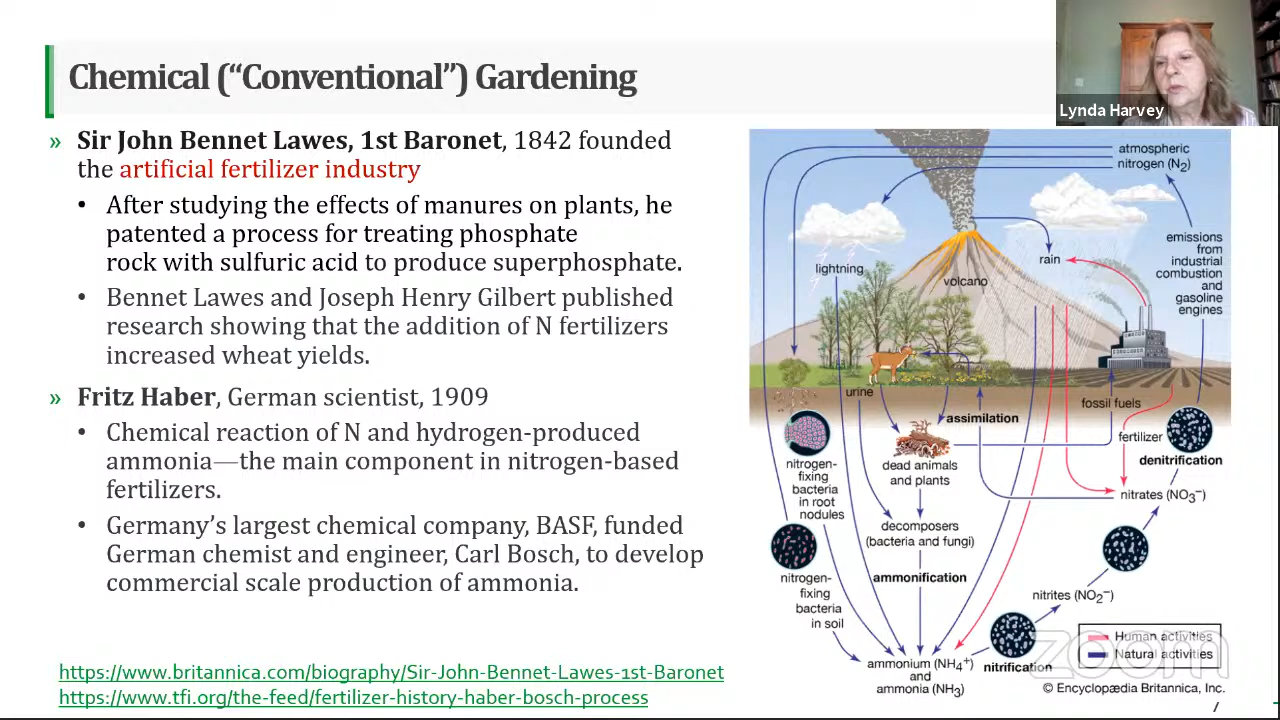 Chemical (“Conventional”) Gardening
Lynda Harvey
» Sir John Bennet Lawes, 1st Baronet, 1842 founded
the artificial fertilizer industry
• After studying the effects of manures on plants, he
patented a process for treating phosphate
rock with sulfuric acid to produce superphosphate.
• Bennet Lawes and Joseph Henry Gilbert published
research showing that the addition of N fertilizers
increased wheat yields.
» Fritz Haber, German scientist, 1909
• Chemical reaction of N and hydrogen-produced
ammonia—the main component in nitrogen-based
fertilizers.
• Germany’s largest chemical company, BASF, funded
German chemist and engineer, Carl Bosch, to develop
commercial scale production of ammonia.
https://www.britannica.com/biography/Sir-John-Bennet-Lawes-1st-Baronet
https://www.tfi.org/the-feed/fertilizer-history-haber-bosch-process
atmospheric
nitrogen (N₂)
emissions
from
industrial
combustion
and
gasoline
engines
rain
lightning
volcano
urine
assimilation
fossil fuels
fertilizer
denitrification
nitrogen-
fixing
bacteria
in root
nodules
dead animals
and plants
nitrates (NO₃⁻)
decomposers
(bacteria and fungi)
nitrogen-
fixing
bacteria
in soil
ammonification
nitrites (NO₂⁻)
ammonium (NH₄⁺)
and
ammonia (NH₃)
nitrification
Human activities
Natural activities
zoom
© Encyclopædia Britannica, Inc.
7